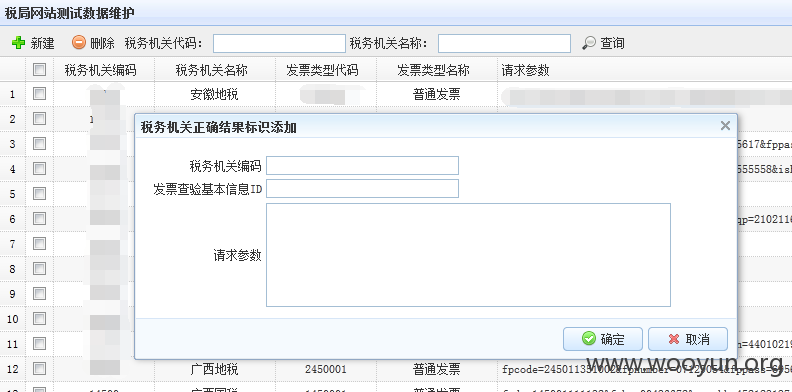 税局网站测试数据维护
新建 删除 税务机关代码: 税务机关名称: 查询
税务机关编码 税务机关名称 发票类型代码 发票类型名称 请求参数
1 安徽地税 普通发票
2
税务机关正确结果标识添加
3 5617&fppas
4 555558&isl
税务机关编码
5
发票查验基本信息ID
6 qp=2102116
7
请求参数
8
9
10
11 n=44010219
确定 取消
12 广西地税 2450001 普通发票
www.wooyun.org